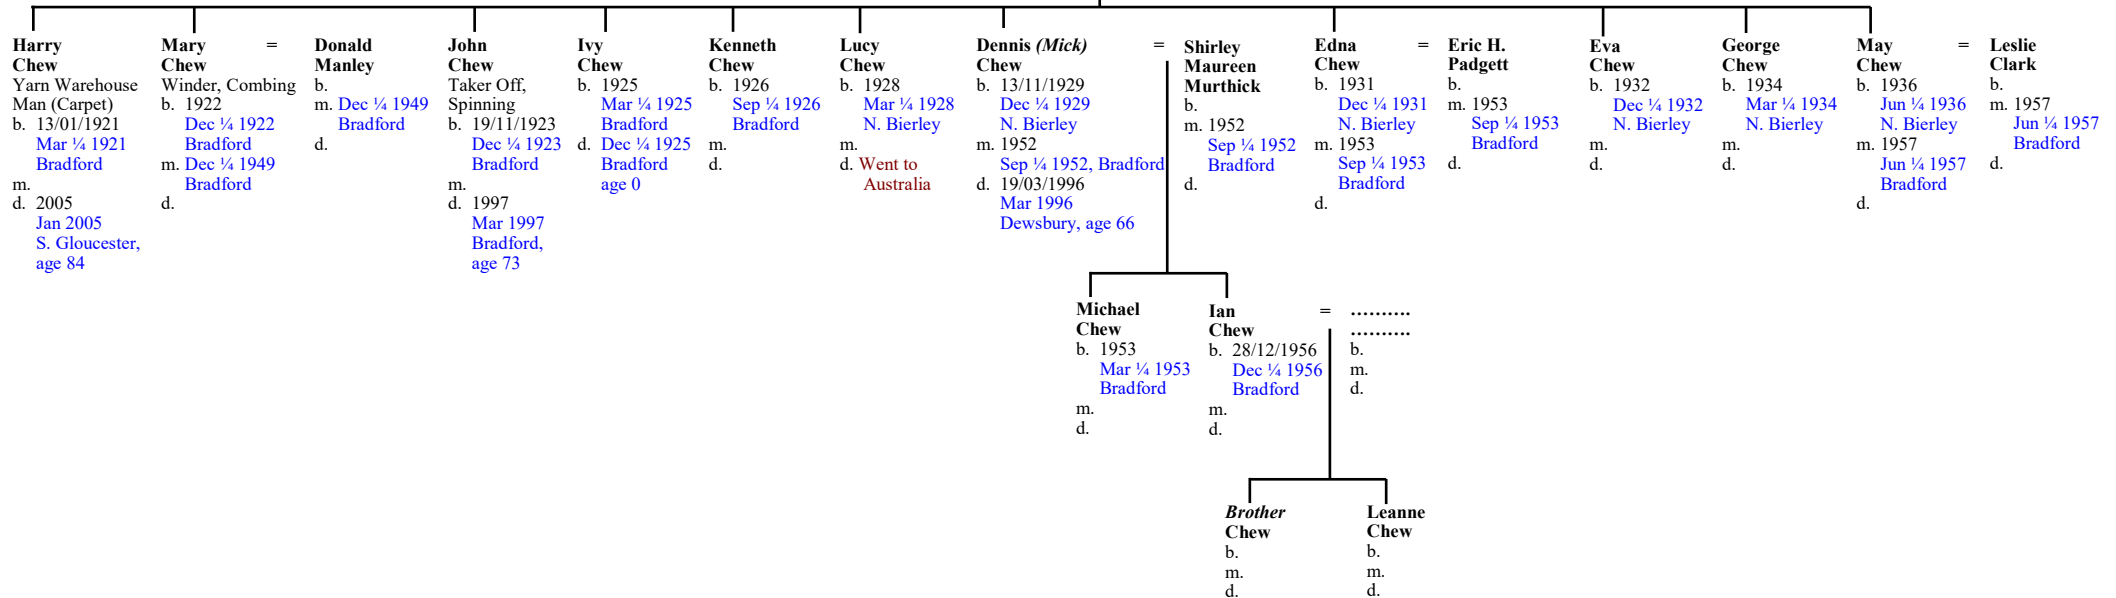 Harry
Chew
Yarn Warehouse
Man (Carpet)
b. 13/01/1921
Mar ¼ 1921
Bradford
m.
d. 2005
Jan 2005
S. Gloucester,
age 84
Mary =
Chew
Winder, Combing
b. 1922
Dec ¼ 1922
Bradford
m. Dec ¼ 1949
Bradford
d.
Donald
Manley
b.
m. Dec ¼ 1949
Bradford
d.
John
Chew
Taker Off,
Spinning
b. 19/11/1923
Dec ¼ 1923
Bradford
m.
d. 1997
Mar 1997
Bradford,
age 73
Ivy
Chew
b. 1925
Mar ¼ 1925
Bradford
d. Dec ¼ 1925
Bradford
age 0
Kenneth
Chew
b. 1926
Sep ¼ 1926
Bradford
m.
d.
Lucy
Chew
b. 1928
Mar ¼ 1928
N. Bierley
m.
d. Went to
Australia
Dennis (Mick) =
Chew
b. 13/11/1929
Dec ¼ 1929
N. Bierley
m. 1952
Sep ¼ 1952, Bradford
d. 19/03/1996
Mar 1996
Dewsbury, age 66
Shirley
Maureen
Murthick
b.
m. 1952
Sep ¼ 1952
Bradford
d.
Edna =
Chew
b. 1931
Dec ¼ 1931
N. Bierley
m. 1953
Sep ¼ 1953
Bradford
d.
Eric H.
Padgett
b.
m. 1953
Sep ¼ 1953
Bradford
d.
Eva
Chew
b. 1932
Dec ¼ 1932
N. Bierley
m.
d.
George
Chew
b. 1934
Mar ¼ 1934
N. Bierley
m.
d.
May =
Chew
b. 1936
Jun ¼ 1936
N. Bierley
m. 1957
Jun ¼ 1957
Bradford
d.
Leslie
Clark
b.
m. 1957
Jun ¼ 1957
Bradford
d.
Michael
Chew
b. 1953
Mar ¼ 1953
Bradford
m.
d.
Ian =
Chew
b. 28/12/1956
Dec ¼ 1956
Bradford
m.
d.
……….
……….
b.
m.
d.
Brother
Chew
b.
m.
d.
Leanne
Chew
b.
m.
d.